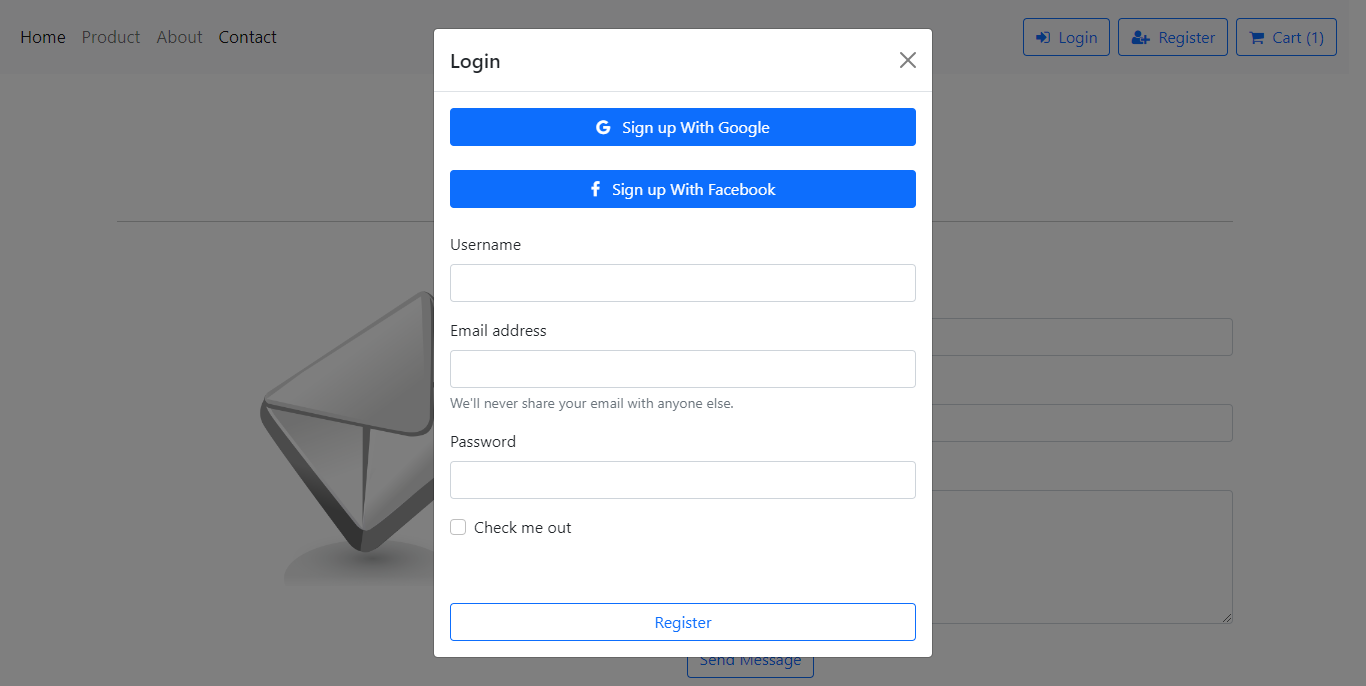 Home Product About Contact
Login Register Cart (1)
Login
Sign up With Google
Sign up With Facebook
Username
Email address
We'll never share your email with anyone else.
Password
Check me out
Register
Send Message